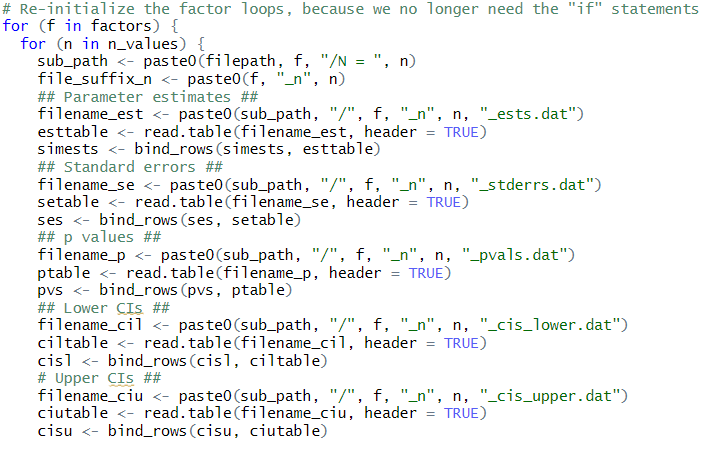 # Re-initialize the factor loops, because we no longer need the "if" statements
for (f in factors) {
  for (n in n_values) {
    sub_path <- paste0(filepath, f, "/N = ", n)
    file_suffix_n <- paste0(f, "_n", n)
    ## Parameter estimates ##
    filename_est <- paste0(sub_path, "/", f, "_n", n, "_ests.dat")
    esttable <- read.table(filename_est, header = TRUE)
    simests <- bind_rows(simests, esttable)
    ## Standard errors ##
    filename_se <- paste0(sub_path, "/", f, "_n", n, "_stderrs.dat")
    setable <- read.table(filename_se, header = TRUE)
    ses <- bind_rows(ses, setable)
    ## p values ##
    filename_p <- paste0(sub_path, "/", f, "_n", n, "_pvals.dat")
    ptable <- read.table(filename_p, header = TRUE)
    pvs <- bind_rows(pvs, ptable)
    ## Lower CIs ##
    filename_cil <- paste0(sub_path, "/", f, "_n", n, "_cis_lower.dat")
    ciltable <- read.table(filename_cil, header = TRUE)
    cisl <- bind_rows(cisl, ciltable)
    # Upper CIs ##
    filename_ciu <- paste0(sub_path, "/", f, "_n", n, "_cis_upper.dat")
    ciutable <- read.table(filename_ciu, header = TRUE)
    cisu <- bind_rows(cisu, ciutable)